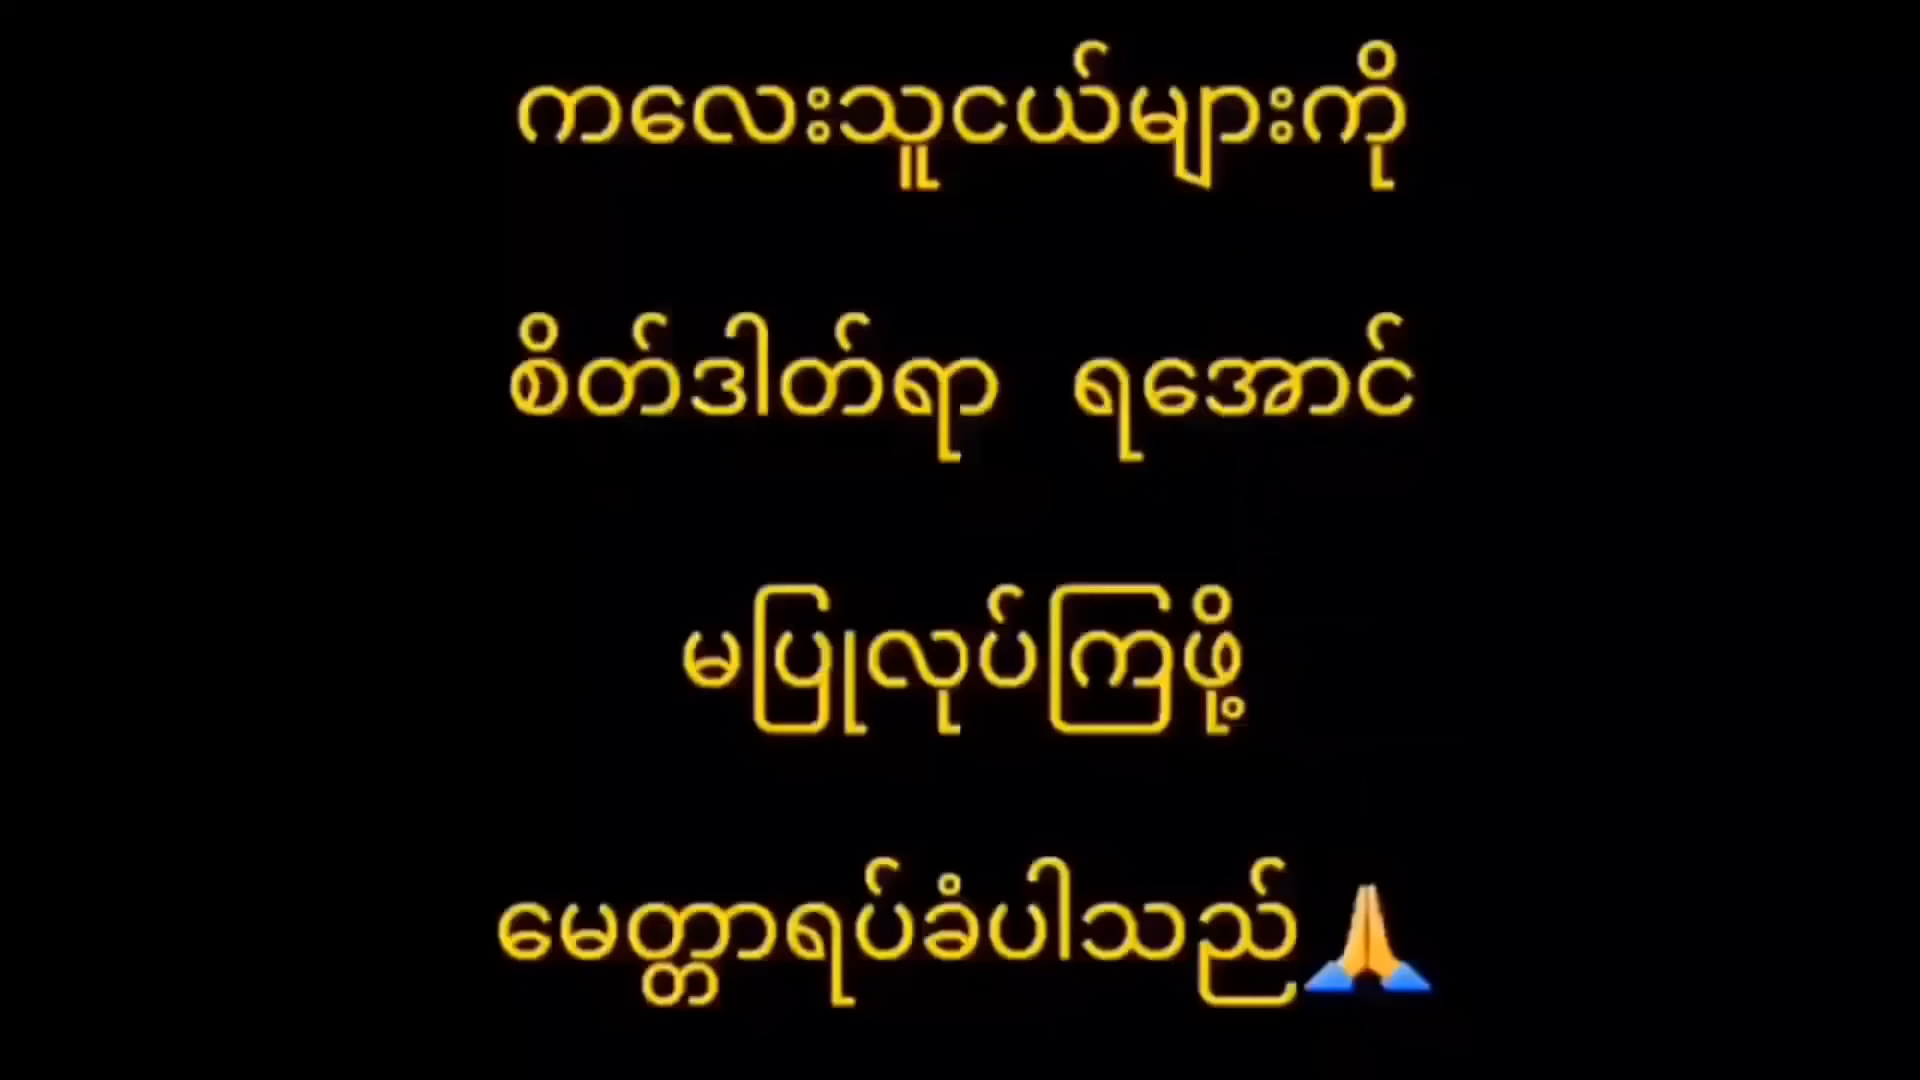 ကလေးသူငယ်များကို
စိတ်ဒါတ်ရာ ရအောင်
မပြုလုပ်ကြဖို့
မေတ္တာရပ်ခံပါသည်🙏